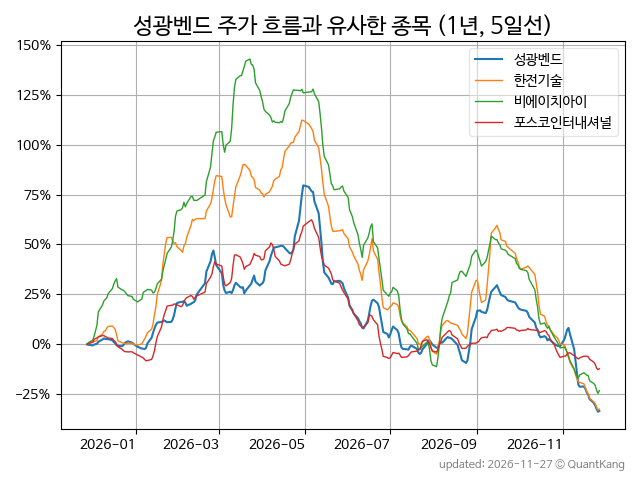 성광벤드 주가 흐름과 유사한 종목 (1년, 5일선)
150%
125%
100%
75%
50%
25%
0%
−25%
성광벤드
한전기술
비에이치아이
포스코인터내셔널
2026-01 2026-03 2026-05 2026-07 2026-09 2026-11
updated: 2026-11-27 © QuantKang